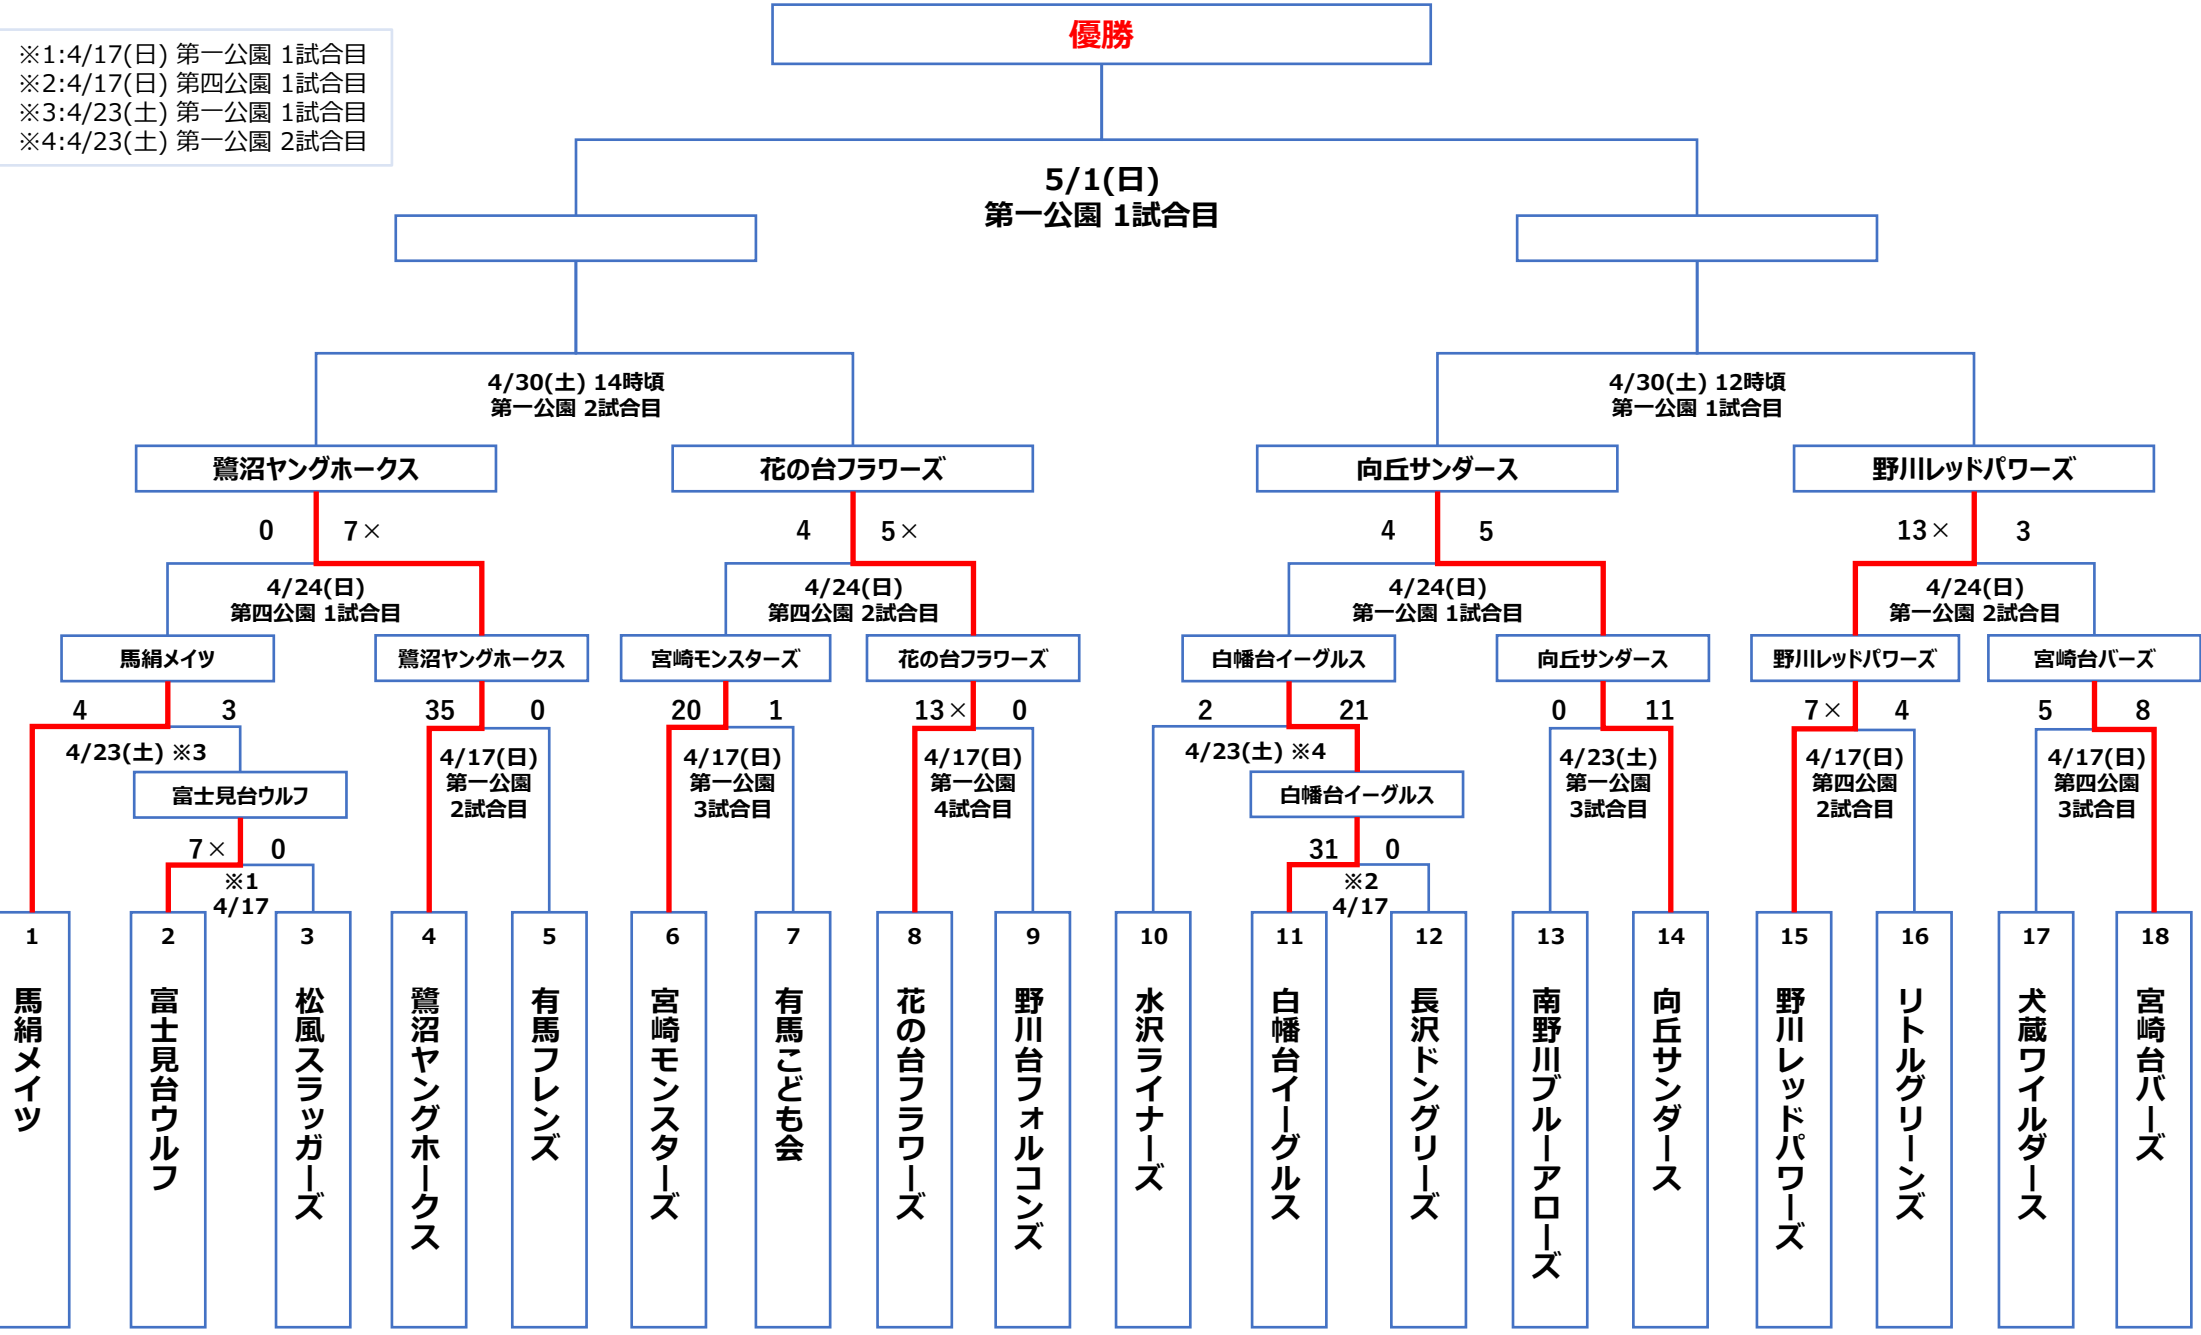 優勝
※1:4/17(日) 第一公園 1試合目
※2:4/17(日) 第四公園 1試合目
※3:4/23(土) 第一公園 1試合目
※4:4/23(土) 第一公園 2試合目
5/1(日)
第一公園 1試合目
4/30(土) 14時頃
第一公園 2試合目
4/30(土) 12時頃
第一公園 1試合目
鷺沼ヤングホークス
花の台フラワーズ
向丘サンダース
野川レッドパワーズ
0 7×
4 5×
4 5
13× 3
4/24(日)
第四公園 1試合目
4/24(日)
第四公園 2試合目
4/24(日)
第一公園 1試合目
4/24(日)
第一公園 2試合目
馬絹メイツ
鷺沼ヤングホークス
宮崎モンスターズ
花の台フラワーズ
白幡台イーグルス
向丘サンダース
野川レッドパワーズ
宮崎台バーズ
4 3
35 0
20 1
13× 0
2 21
0 11
7× 4
5 8
4/23(土) ※3
4/17(日)
第一公園
2試合目
4/17(日)
第一公園
3試合目
4/17(日)
第一公園
4試合目
4/23(土) ※4
4/23(土)
第一公園
3試合目
4/17(日)
第四公園
2試合目
4/17(日)
第四公園
3試合目
富士見台ウルフ
白幡台イーグルス
7× 0
※1
4/17
31 0
※2
4/17
1
馬絹メイツ
2
富士見台ウルフ
3
松風スラッガーズ
4
鷺沼ヤングホークス
5
有馬フレンズ
6
宮崎モンスターズ
7
有馬こども会
8
花の台フラワーズ
9
野川台フォルコンズ
10
水沢ライナーズ
11
白幡台イーグルス
12
長沢ドングリーズ
13
南野川ブルーアローズ
14
向丘サンダース
15
野川レッドパワーズ
16
リトルグリーンズ
17
犬蔵ワイルダース
18
宮崎台バーズ